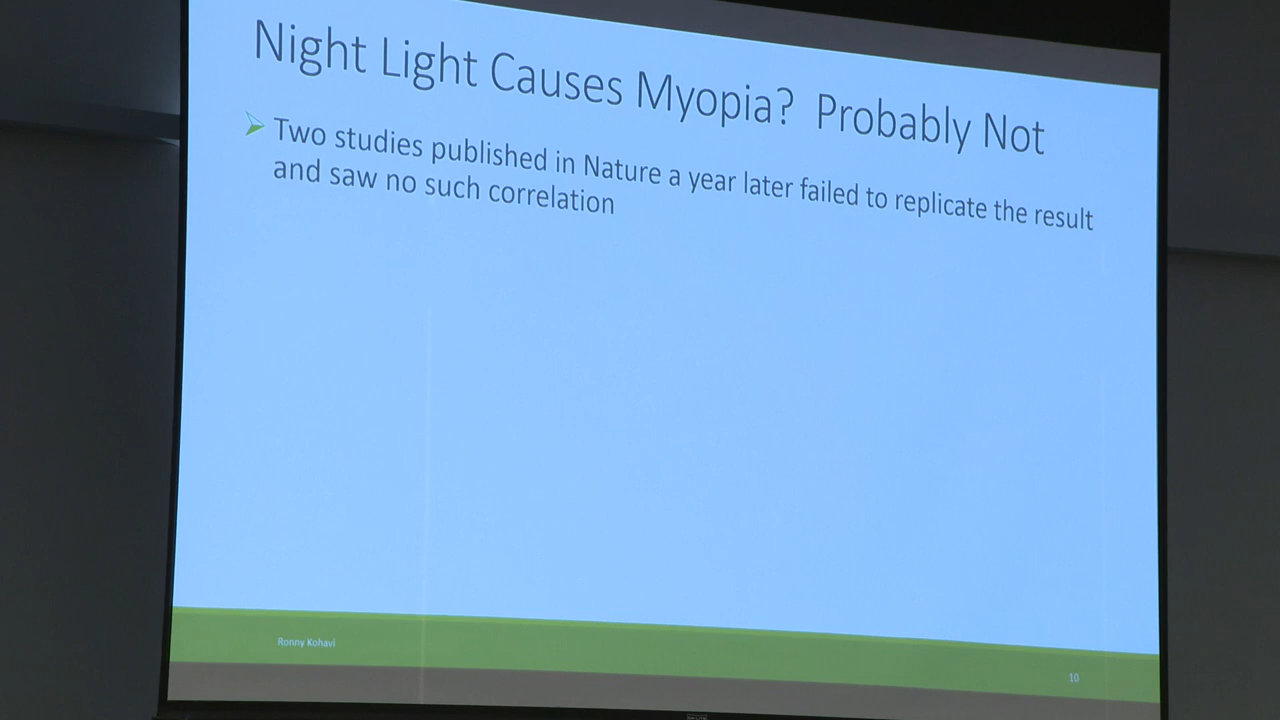 Night Light Causes Myopia? Probably Not
Two studies published in Nature a year later failed to replicate the result
and saw no such correlation
Ronny Kohavi
10